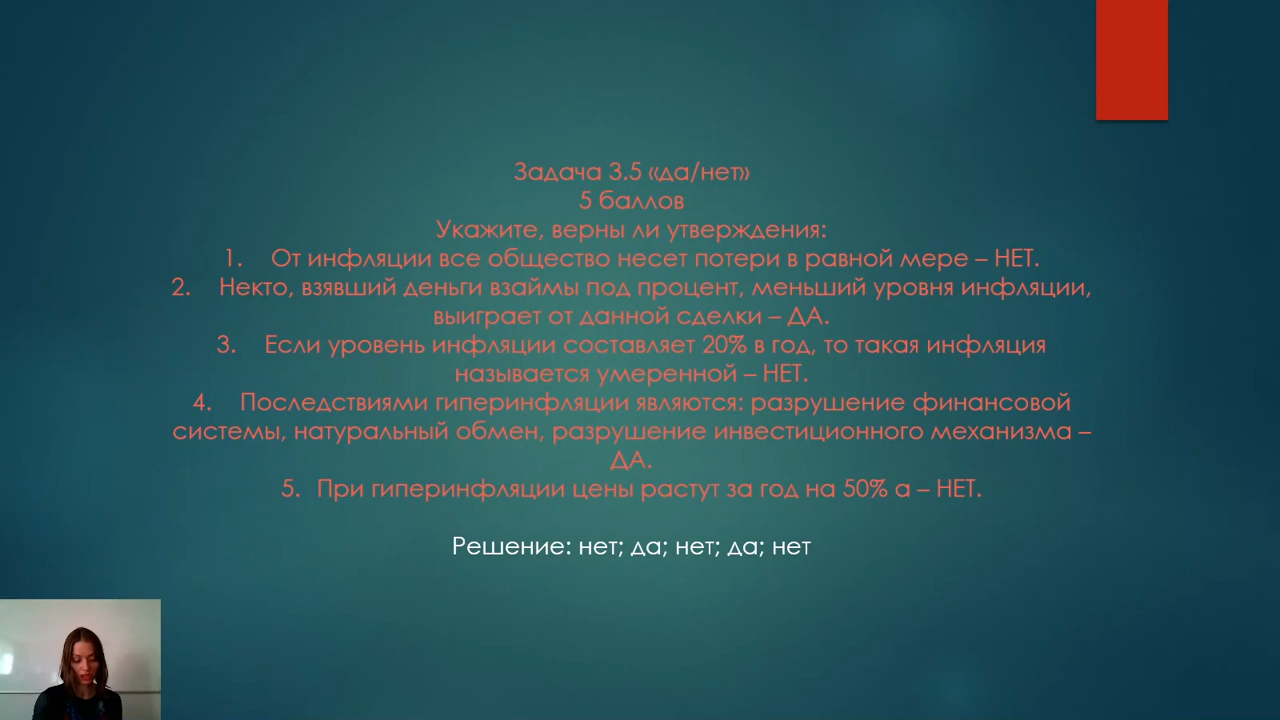 Задача 3.5 «да/нет»
5 баллов
Укажите, верны ли утверждения:
1. От инфляции все общество несет потери в равной мере – НЕТ.
2. Некто, взявший деньги взаймы под процент, меньший уровня инфляции,
выиграет от данной сделки – ДА.
3. Если уровень инфляции составляет 20% в год, то такая инфляция
называется умеренной – НЕТ.
4. Последствиями гиперинфляции являются: разрушение финансовой
системы, натуральный обмен, разрушение инвестиционного механизма –
ДА.
5. При гиперинфляции цены растут за год на 50% а – НЕТ.
Решение: нет; да; нет; да; нет